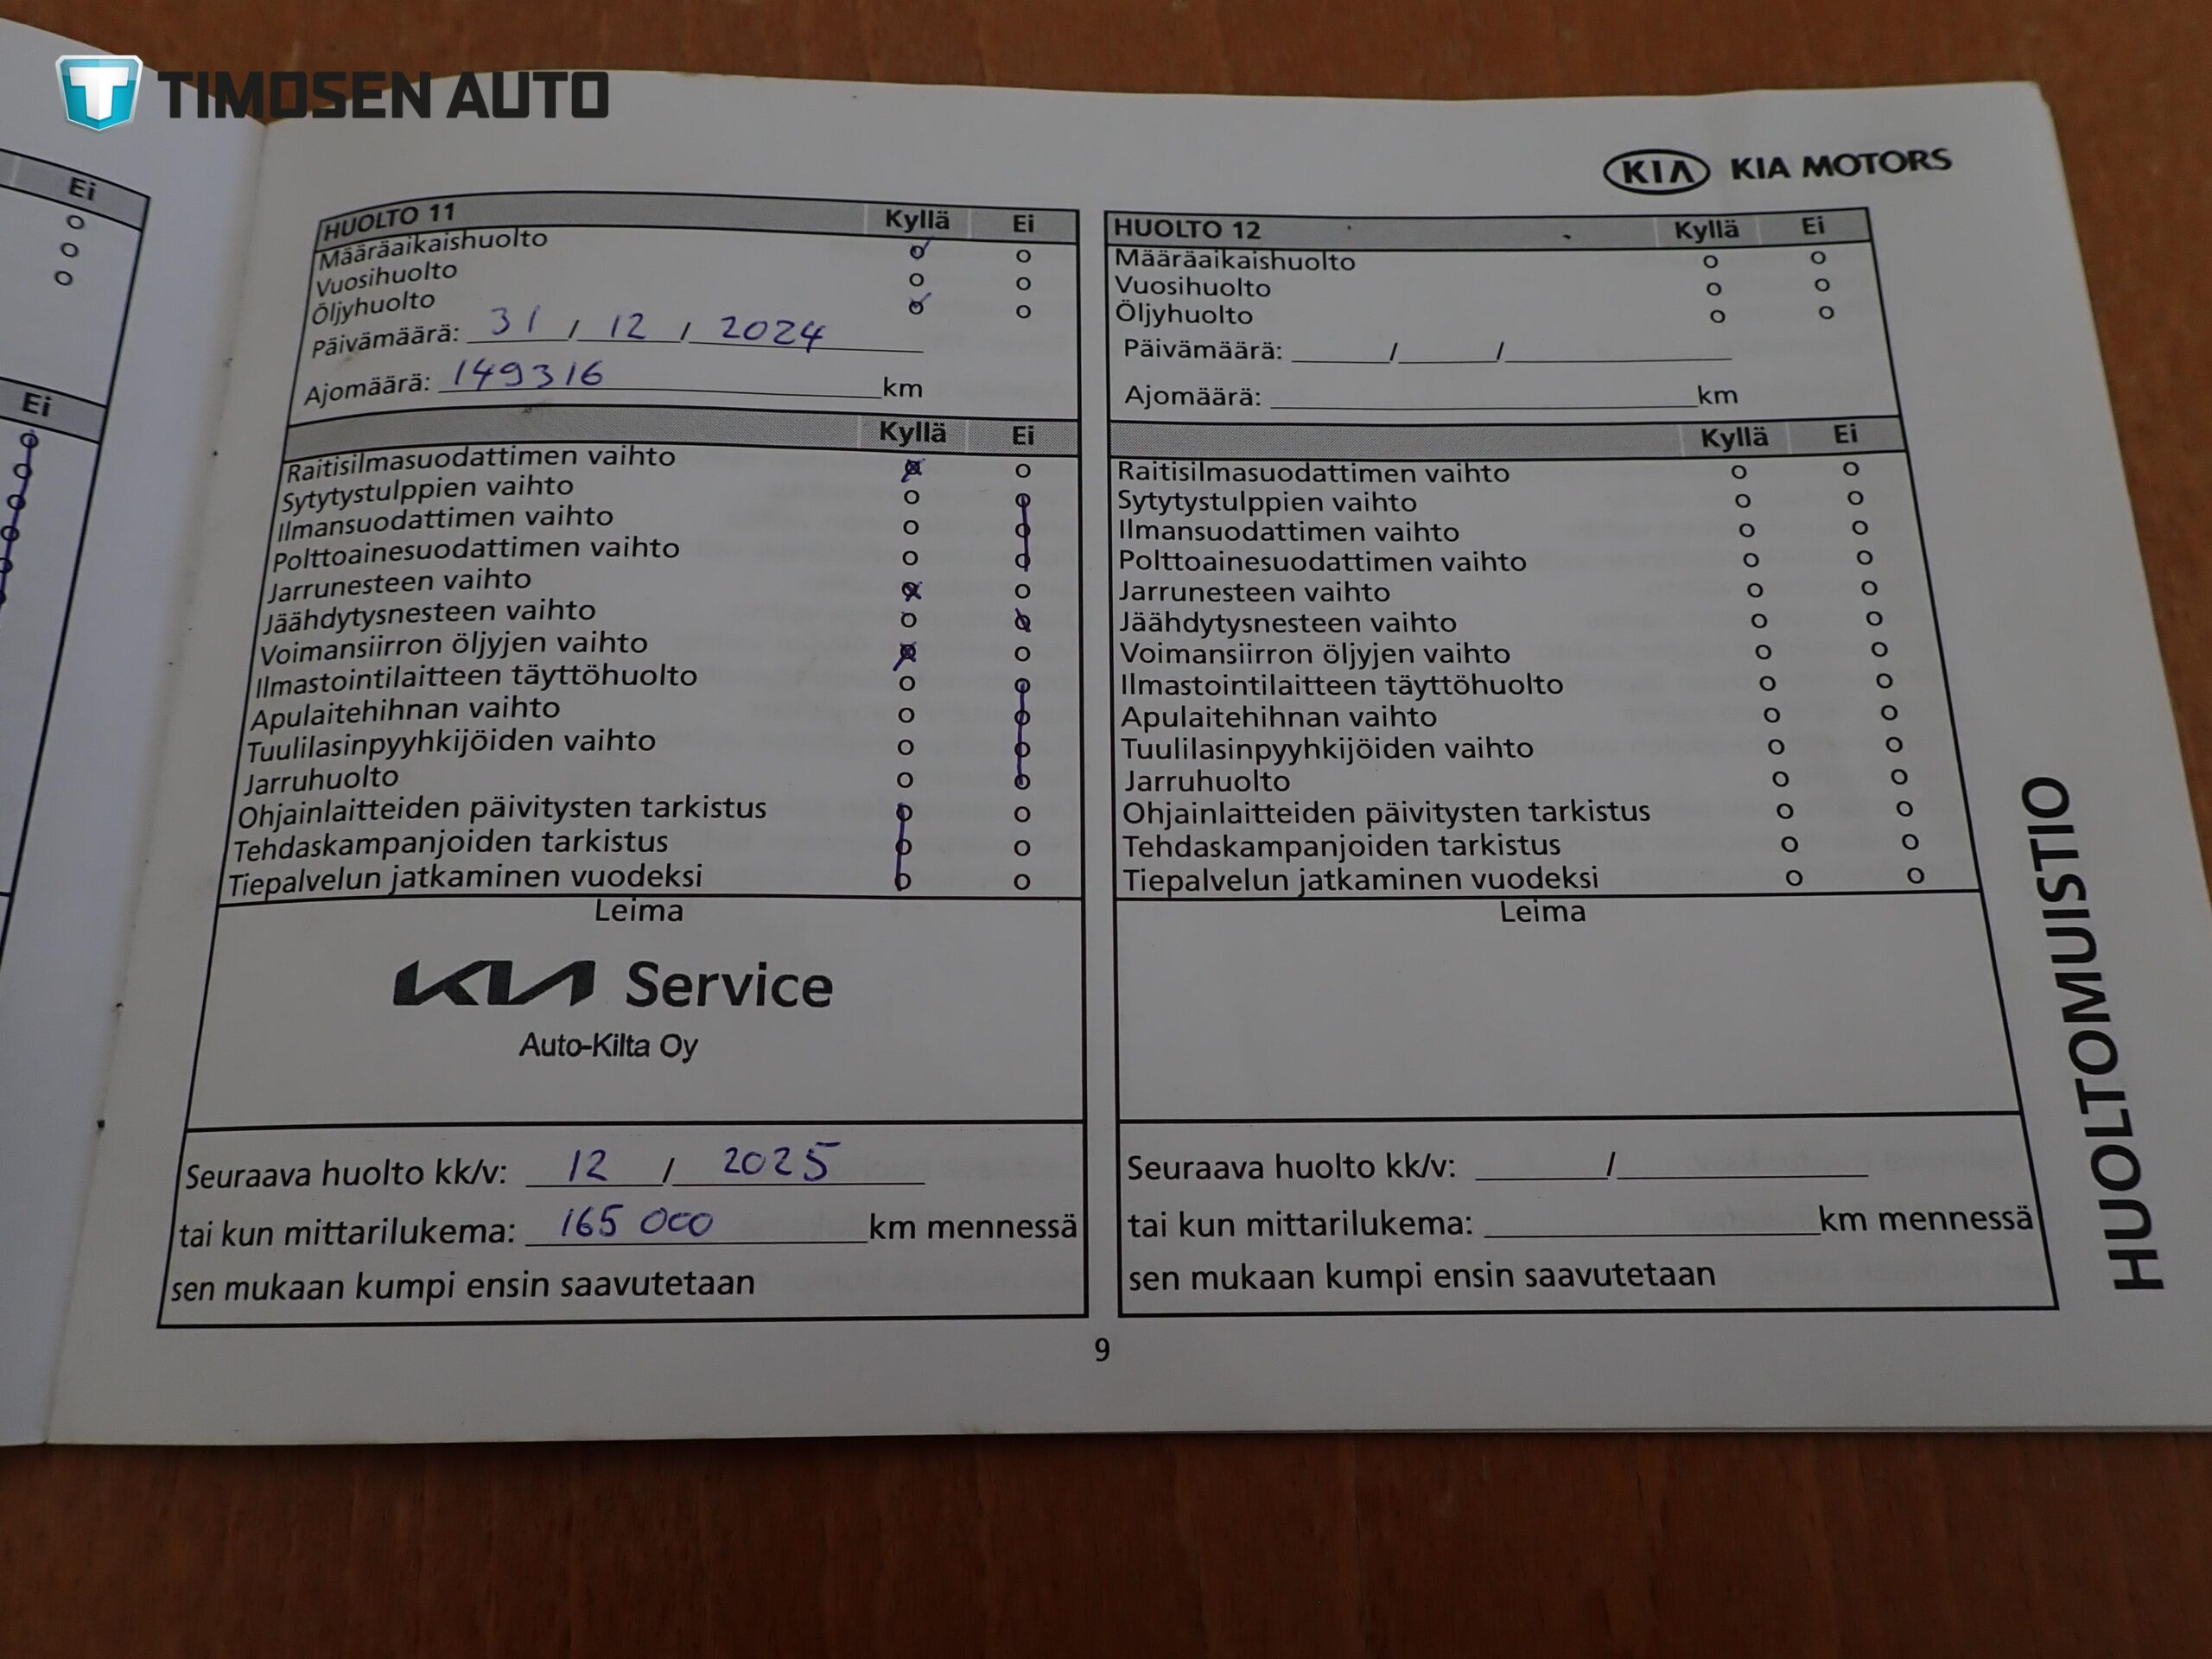 TIMOSEN AUTO
Ei
Ei
KIA KIA MOTORS
HUOLTO 11 Kyllä Ei
Määräaikaishuolto
Vuosihuolto
Öljyhuolto
Päivämäärä: 31 / 12 / 2024
Ajomäärä: 149316 km
Kyllä Ei
Raitisilmasuodattimen vaihto
Sytytystulppien vaihto
Ilmansuodattimen vaihto
Polttoainesuodattimen vaihto
Jarrunesteen vaihto
Jäähdytysnesteen vaihto
Voimansiirron öljyjen vaihto
Ilmastointilaitteen täyttöhuolto
Apulaitehihnan vaihto
Tuulilasinpyyhkijöiden vaihto
Jarruhuolto
Ohjainlaitteiden päivitysten tarkistus
Tehdaskampanjoiden tarkistus
Tiepalvelun jatkaminen vuodeksi
Leima
KIA Service
Auto-Kilta Oy
Seuraava huolto kk/v: 12 / 2025
tai kun mittarilukema: 165 000 km mennessä
sen mukaan kumpi ensin saavutetaan
HUOLTO 12 Kyllä Ei
Määräaikaishuolto
Vuosihuolto
Öljyhuolto
Päivämäärä: / /
Ajomäärä: km
Kyllä Ei
Raitisilmasuodattimen vaihto
Sytytystulppien vaihto
Ilmansuodattimen vaihto
Polttoainesuodattimen vaihto
Jarrunesteen vaihto
Jäähdytysnesteen vaihto
Voimansiirron öljyjen vaihto
Ilmastointilaitteen täyttöhuolto
Apulaitehihnan vaihto
Tuulilasinpyyhkijöiden vaihto
Jarruhuolto
Ohjainlaitteiden päivitysten tarkistus
Tehdaskampanjoiden tarkistus
Tiepalvelun jatkaminen vuodeksi
Leima
Seuraava huolto kk/v: /
tai kun mittarilukema: km mennessä
sen mukaan kumpi ensin saavutetaan
HUOLTOMUISTIO
9